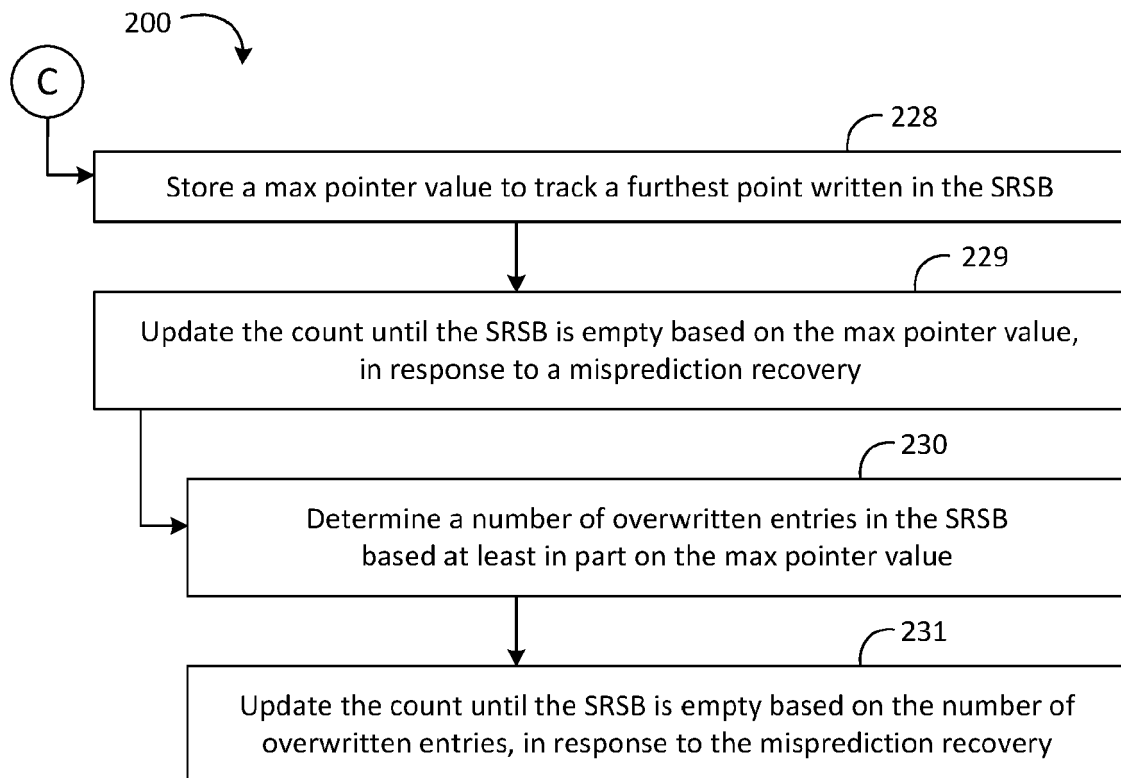 200
C
228
Store a max pointer value to track a furthest point written in the SRSB
229
Update the count until the SRSB is empty based on the max pointer value,
in response to a misprediction recovery
230
Determine a number of overwritten entries in the SRSB
based at least in part on the max pointer value
231
Update the count until the SRSB is empty based on the number of
overwritten entries, in response to the misprediction recovery